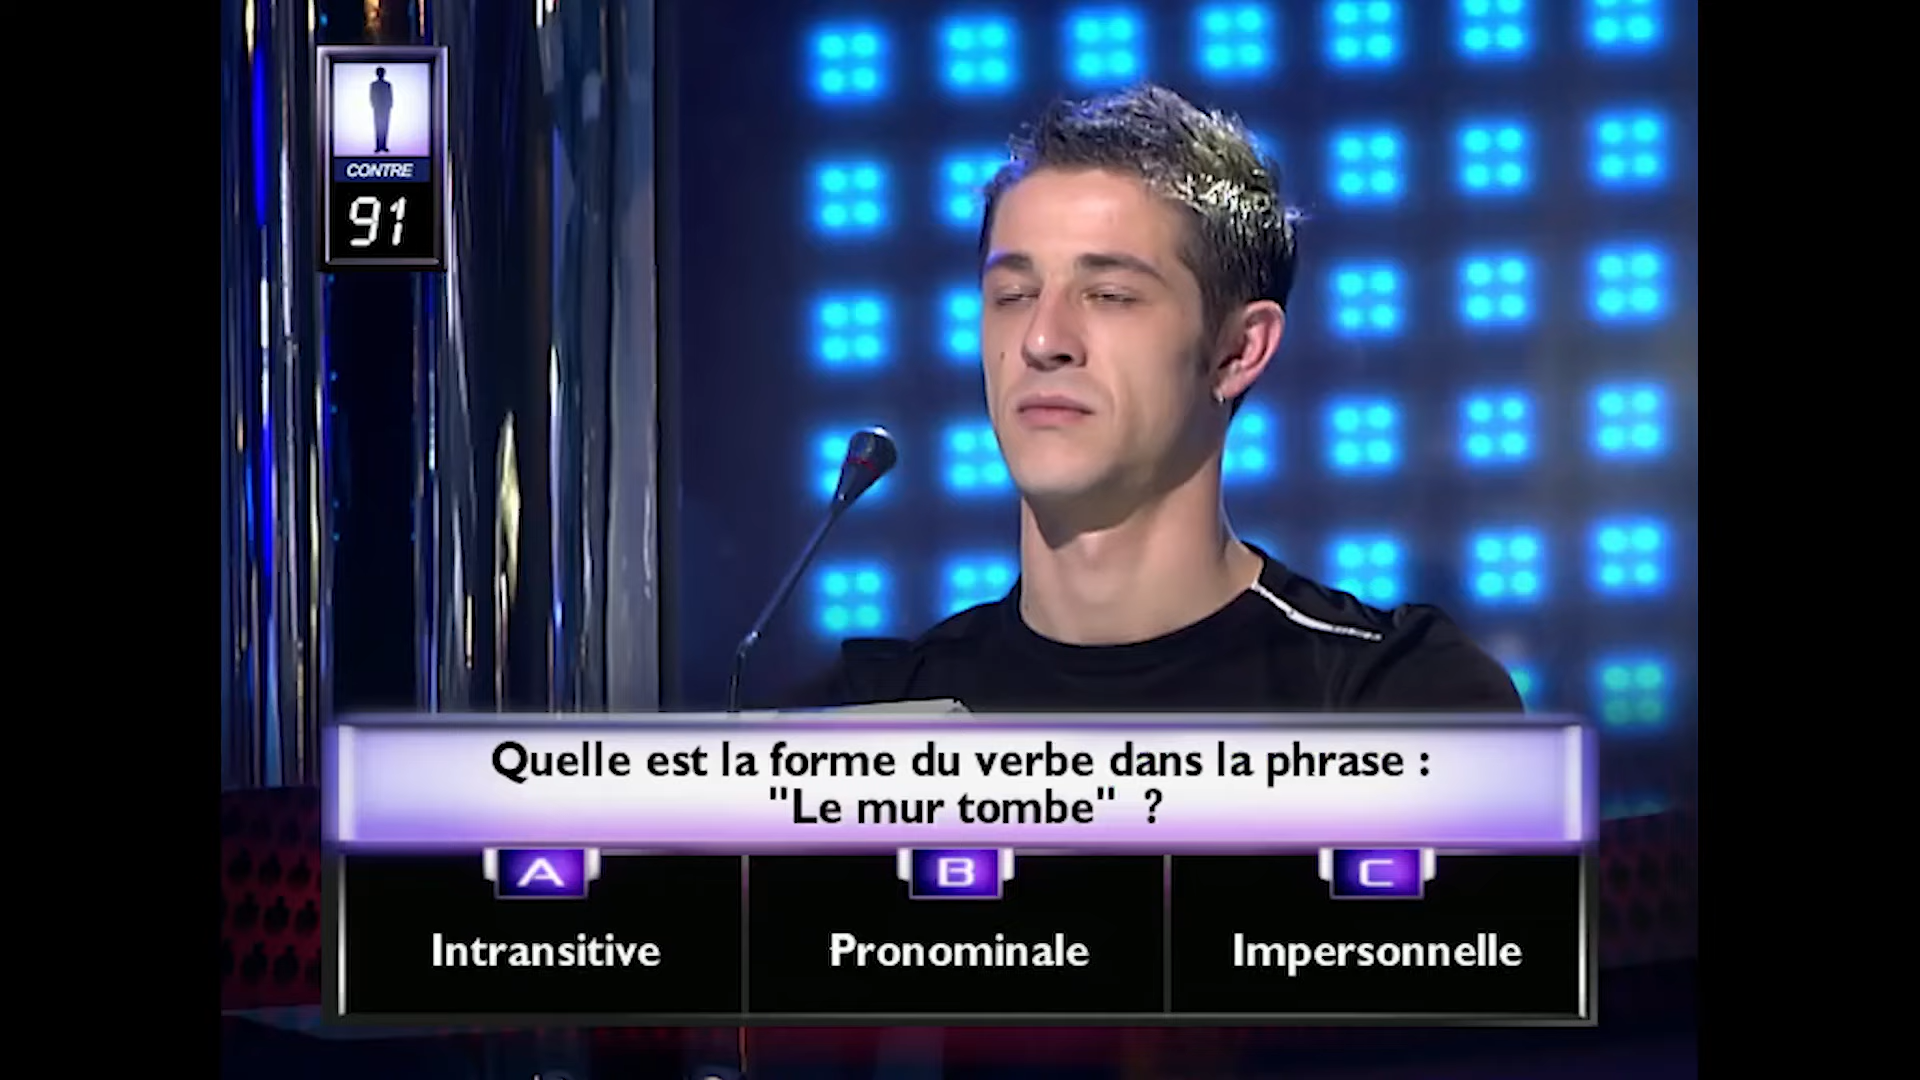 CONTRE
91
Quelle est la forme du verbe dans la phrase :
"Le mur tombe" ?
A
B
C
Intransitive
Pronominale
Impersonnelle